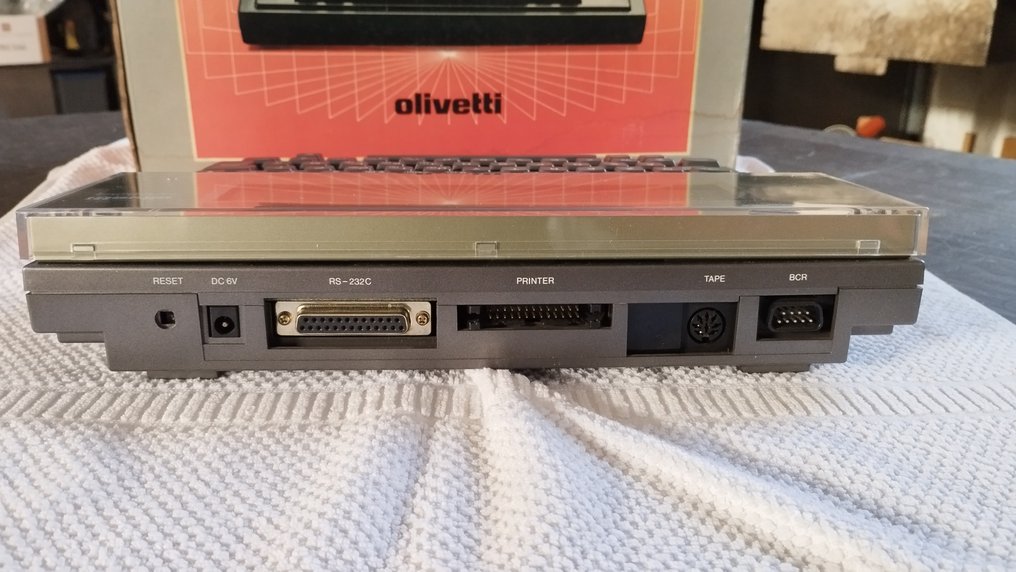 olivetti
RESET DC 6V RS-232C PRINTER TAPE BCR